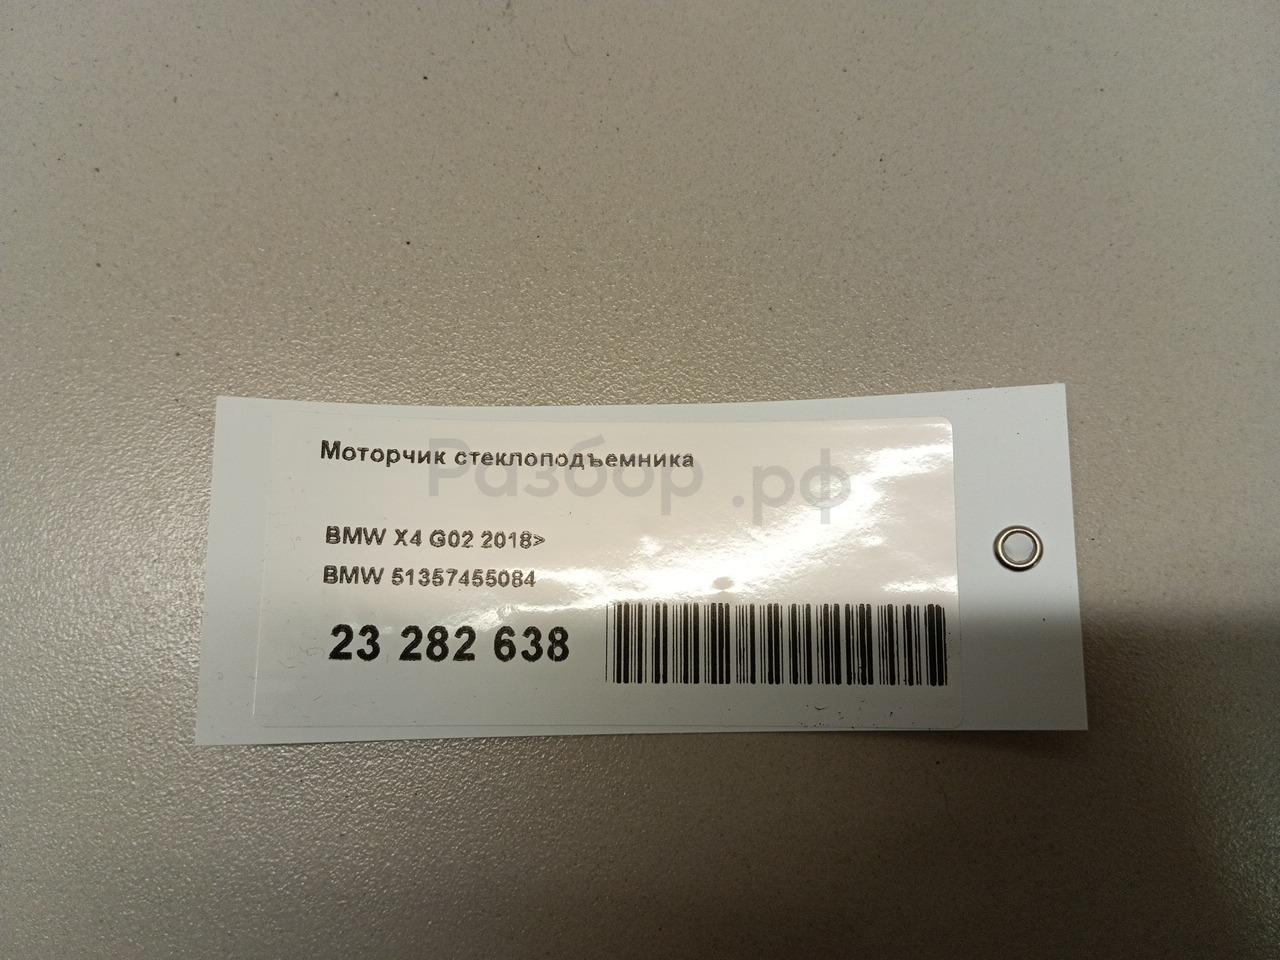 Моторчик стеклоподъемника
Разбор.рф
BMW X4 G02 2018>
BMW 51357455084
23 282 638